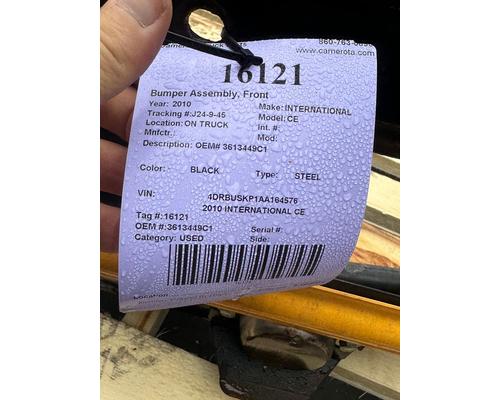 www.camerota.com
16121
Bumper Assembly, Front
Year: 2010 Make: INTERNATIONAL
Tracking #:J24-9-45 Model: CE
Location: ON TRUCK Int. #:
Mnfctr.: Mod:
Description: OEM# 3613449C1
Color: BLACK Type: STEEL
VIN: 4DRBUSKP1AA164576
2010 INTERNATIONAL CE
Tag #:16121
OEM #:3613449C1 Serial #:
Category: USED Side:
Location: